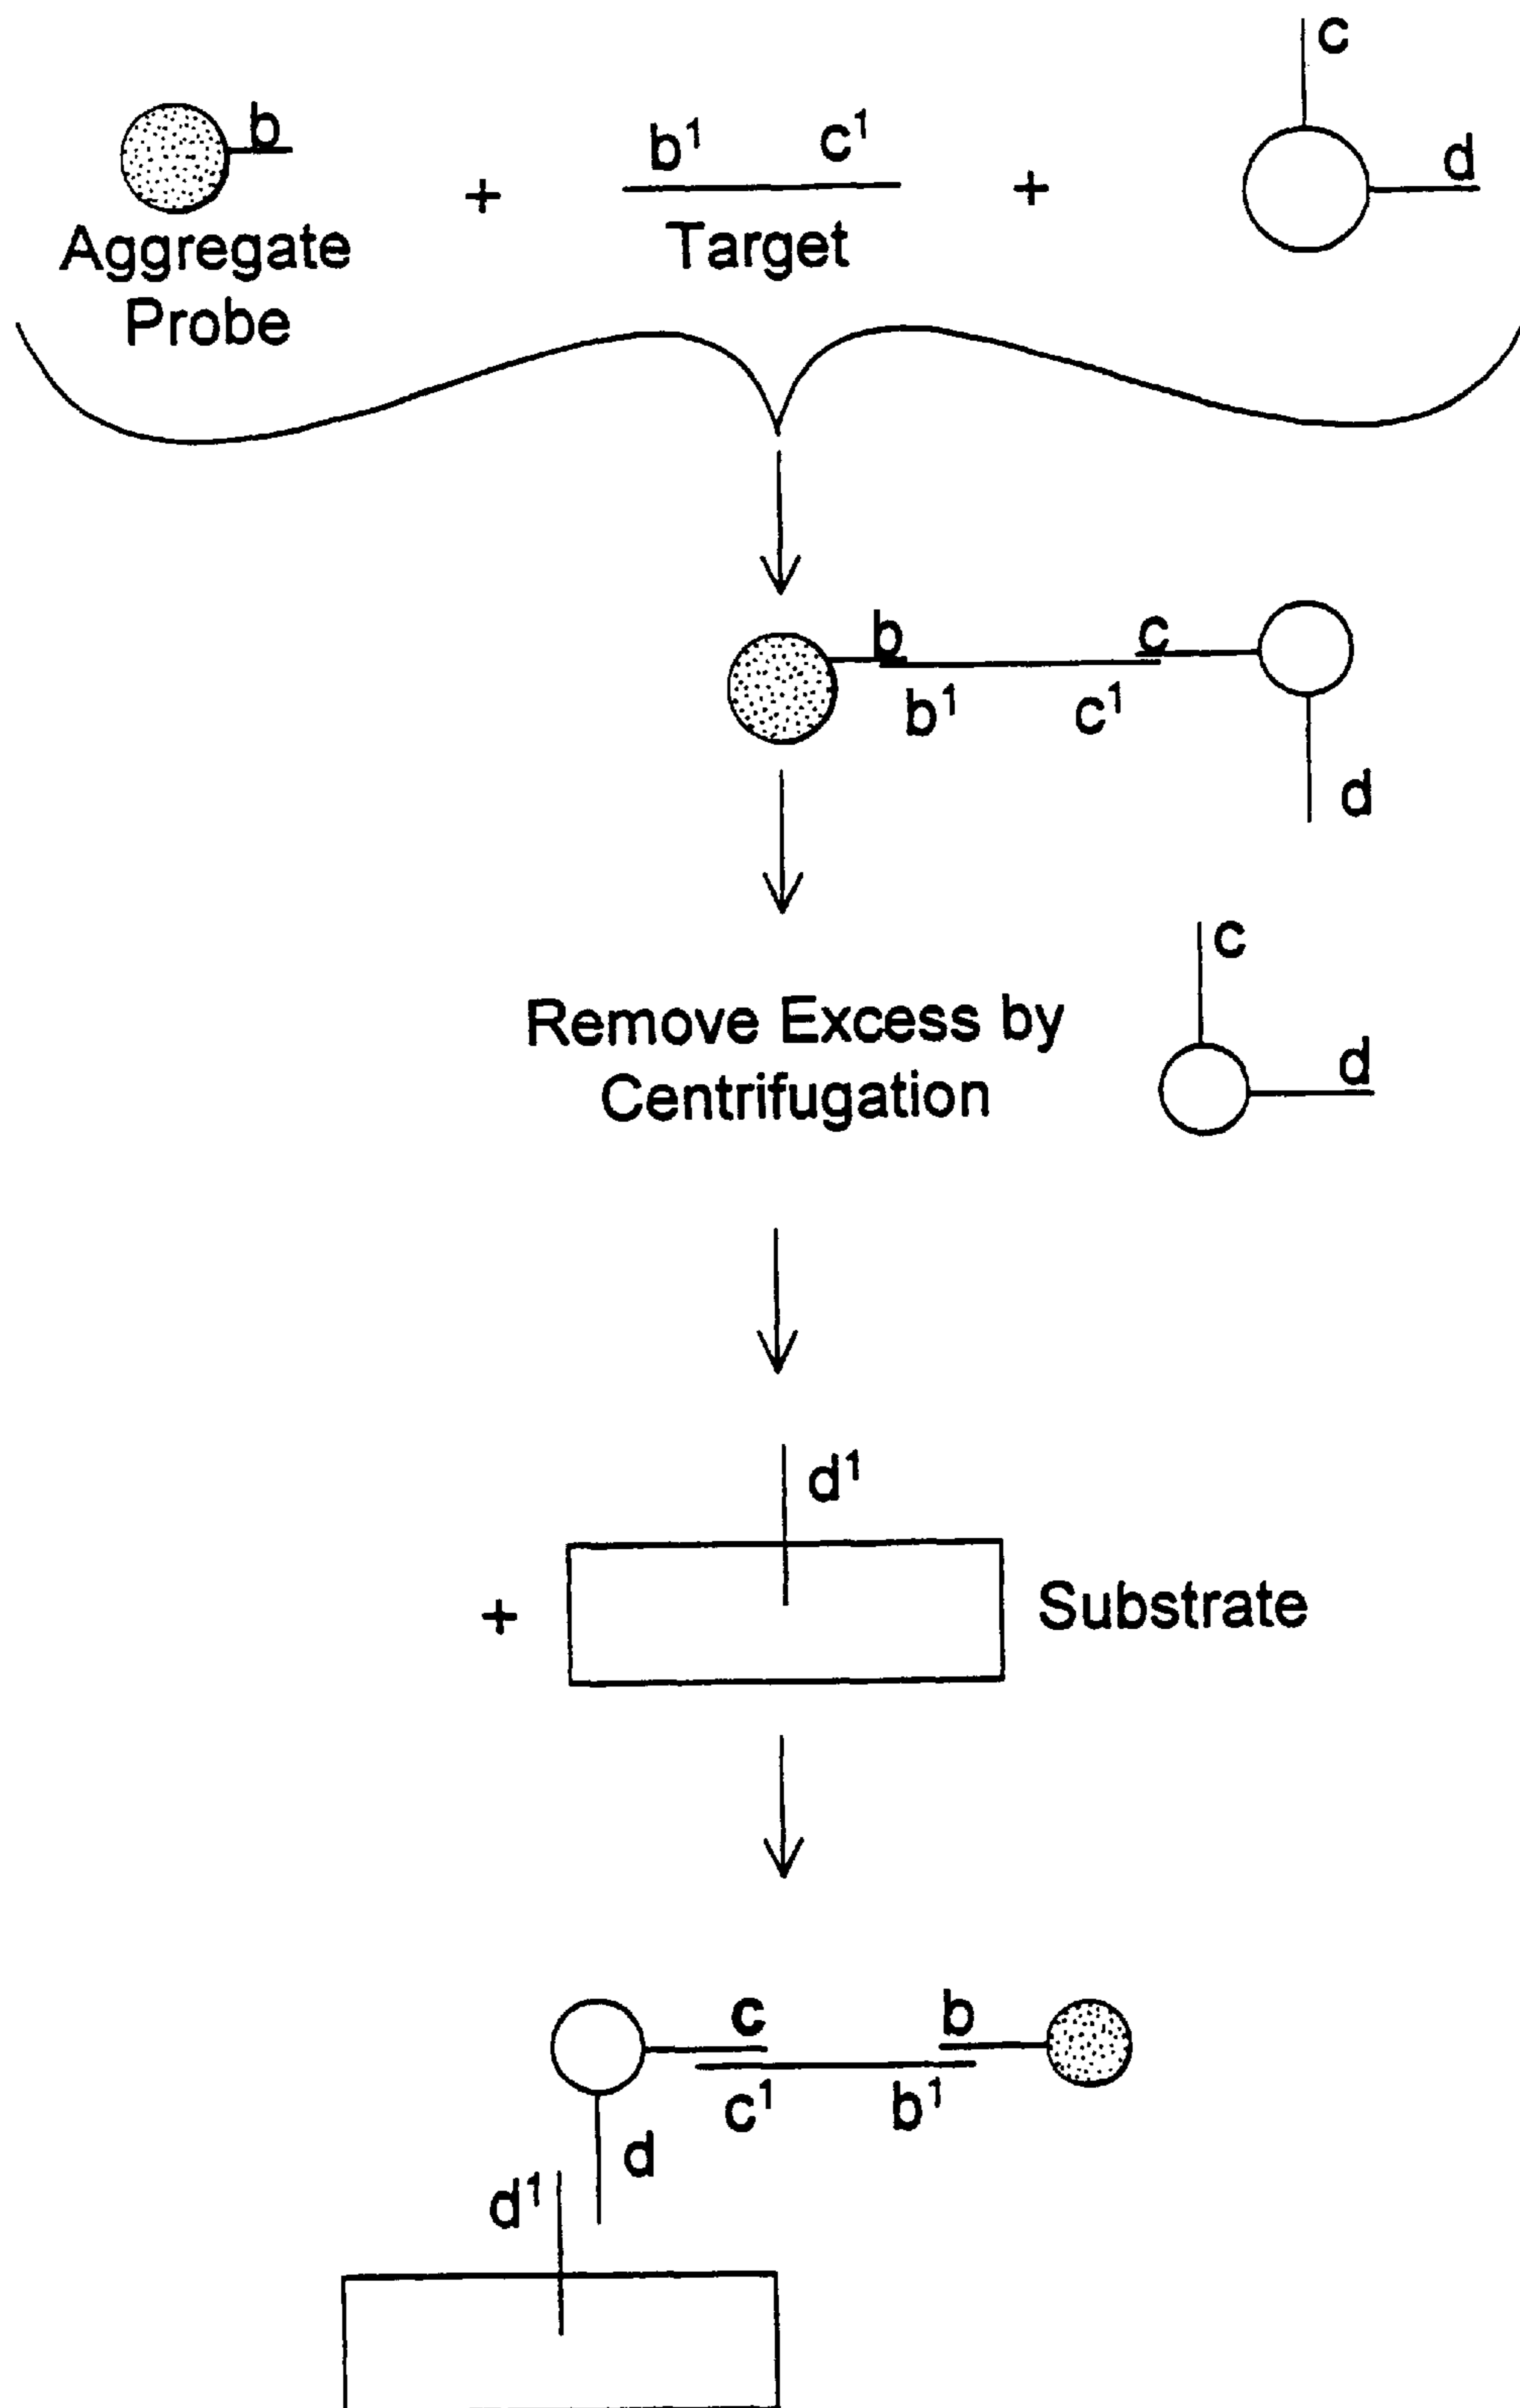 c
b
b¹ c¹
d
+ +
Aggregate
Probe
Target
b c
b¹ c¹
d
c
Remove Excess by
Centrifugation
d
d¹
+ Substrate
c b
c¹ b¹
d
d¹